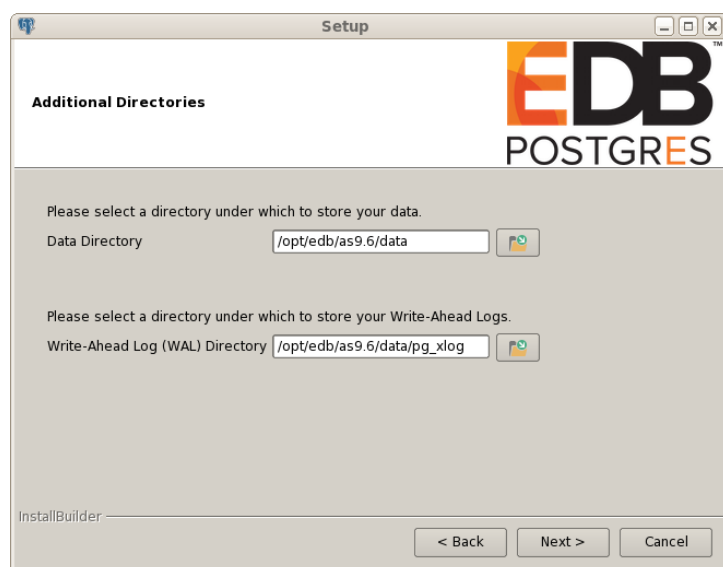 Setup
Additional Directories
EDB™
POSTGRES
Please select a directory under which to store your data.
Data Directory /opt/edb/as9.6/data
Please select a directory under which to store your Write-Ahead Logs.
Write-Ahead Log (WAL) Directory /opt/edb/as9.6/data/pg_xlog
InstallBuilder
< Back Next > Cancel